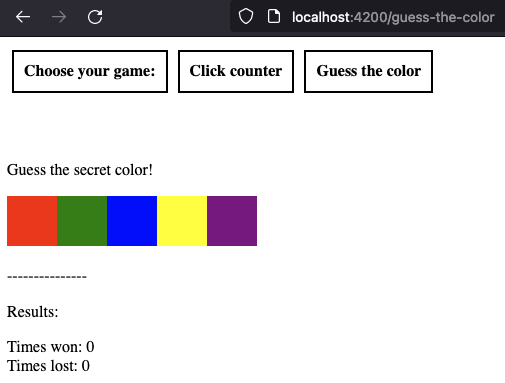 localhost:4200/guess-the-color
Choose your game: Click counter Guess the color
Guess the secret color!
---------------
Results:
Times won: 0
Times lost: 0